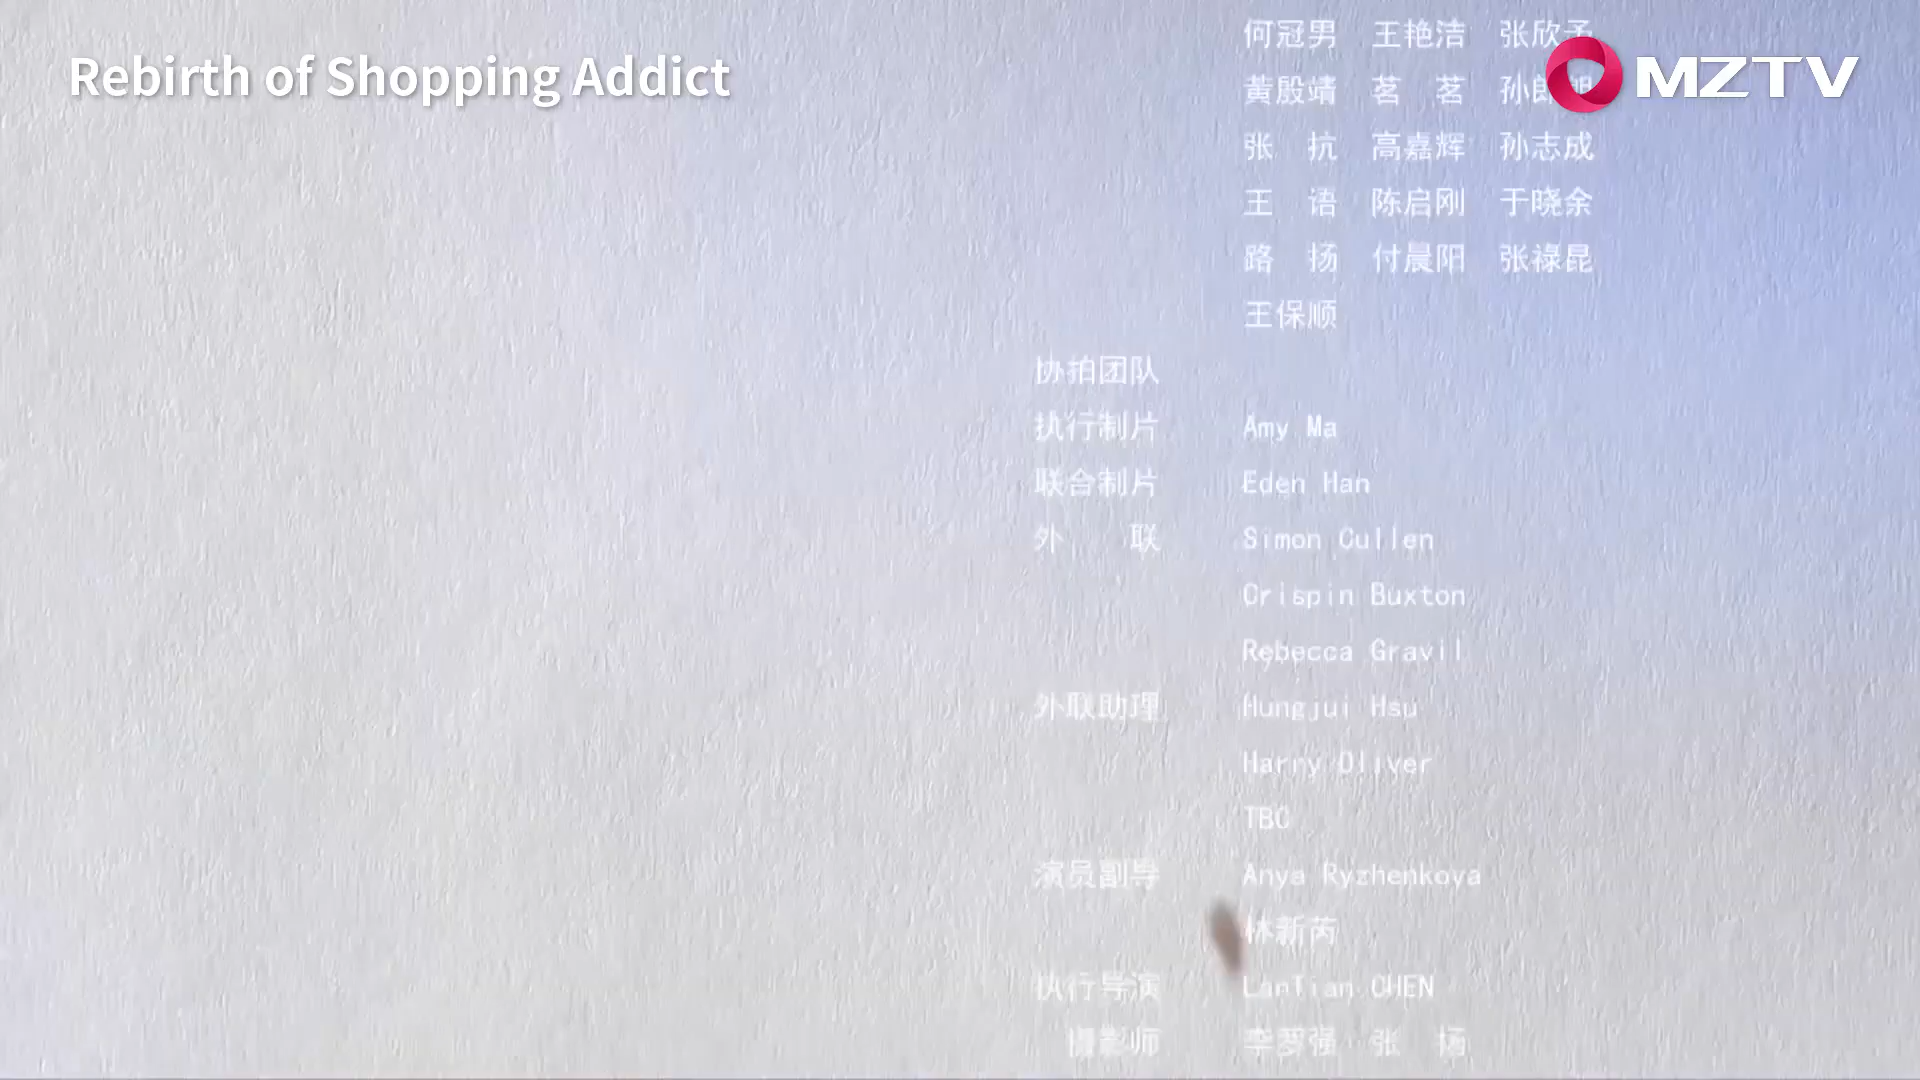 Rebirth of Shopping Addict
MZTV
何冠男 王艳洁 张欣予
黄殷靖 茗 茗 孙郎
张 抗 高嘉辉 孙志成
王 语 陈启刚 于晓余
路 扬 付晨阳 张禄昆
王保顺
协拍团队
执行制片 Amy Ma
联合制片 Eden Han
外 联 Simon Cullen
Crispin Buxton
Rebecca Gravil
外联助理 Hungjui Hsu
Harry Oliver
TBC
演员副导 Anya Ryzhenkova
林新芮
执行导演 LanTian CHEN
摄影师 李罗强 张 扬